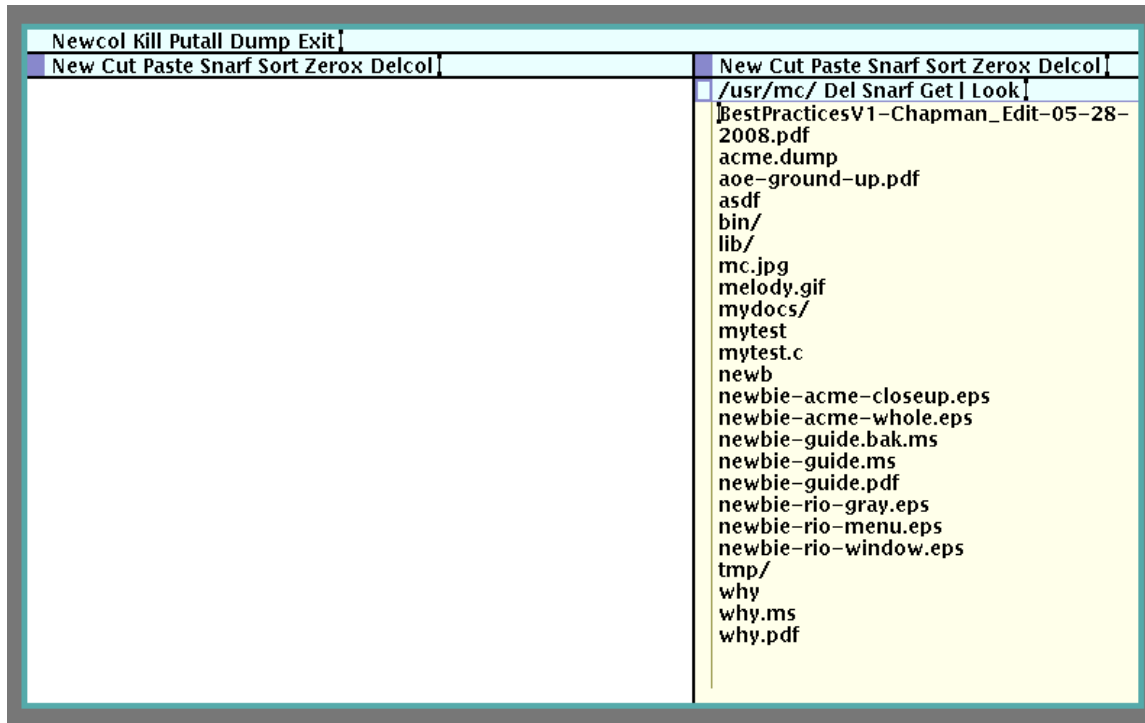 Newcol Kill Putall Dump Exit
New Cut Paste Snarf Sort Zerox Delcol
New Cut Paste Snarf Sort Zerox Delcol
/usr/mc/ Del Snarf Get | Look
BestPracticesV1-Chapman_Edit-05-28-
2008.pdf
acme.dump
aoe-ground-up.pdf
asdf
bin/
lib/
mc.jpg
melody.gif
mydocs/
mytest
mytest.c
newb
newbie-acme-closeup.eps
newbie-acme-whole.eps
newbie-guide.bak.ms
newbie-guide.ms
newbie-guide.pdf
newbie-rio-gray.eps
newbie-rio-menu.eps
newbie-rio-window.eps
tmp/
why
why.ms
why.pdf